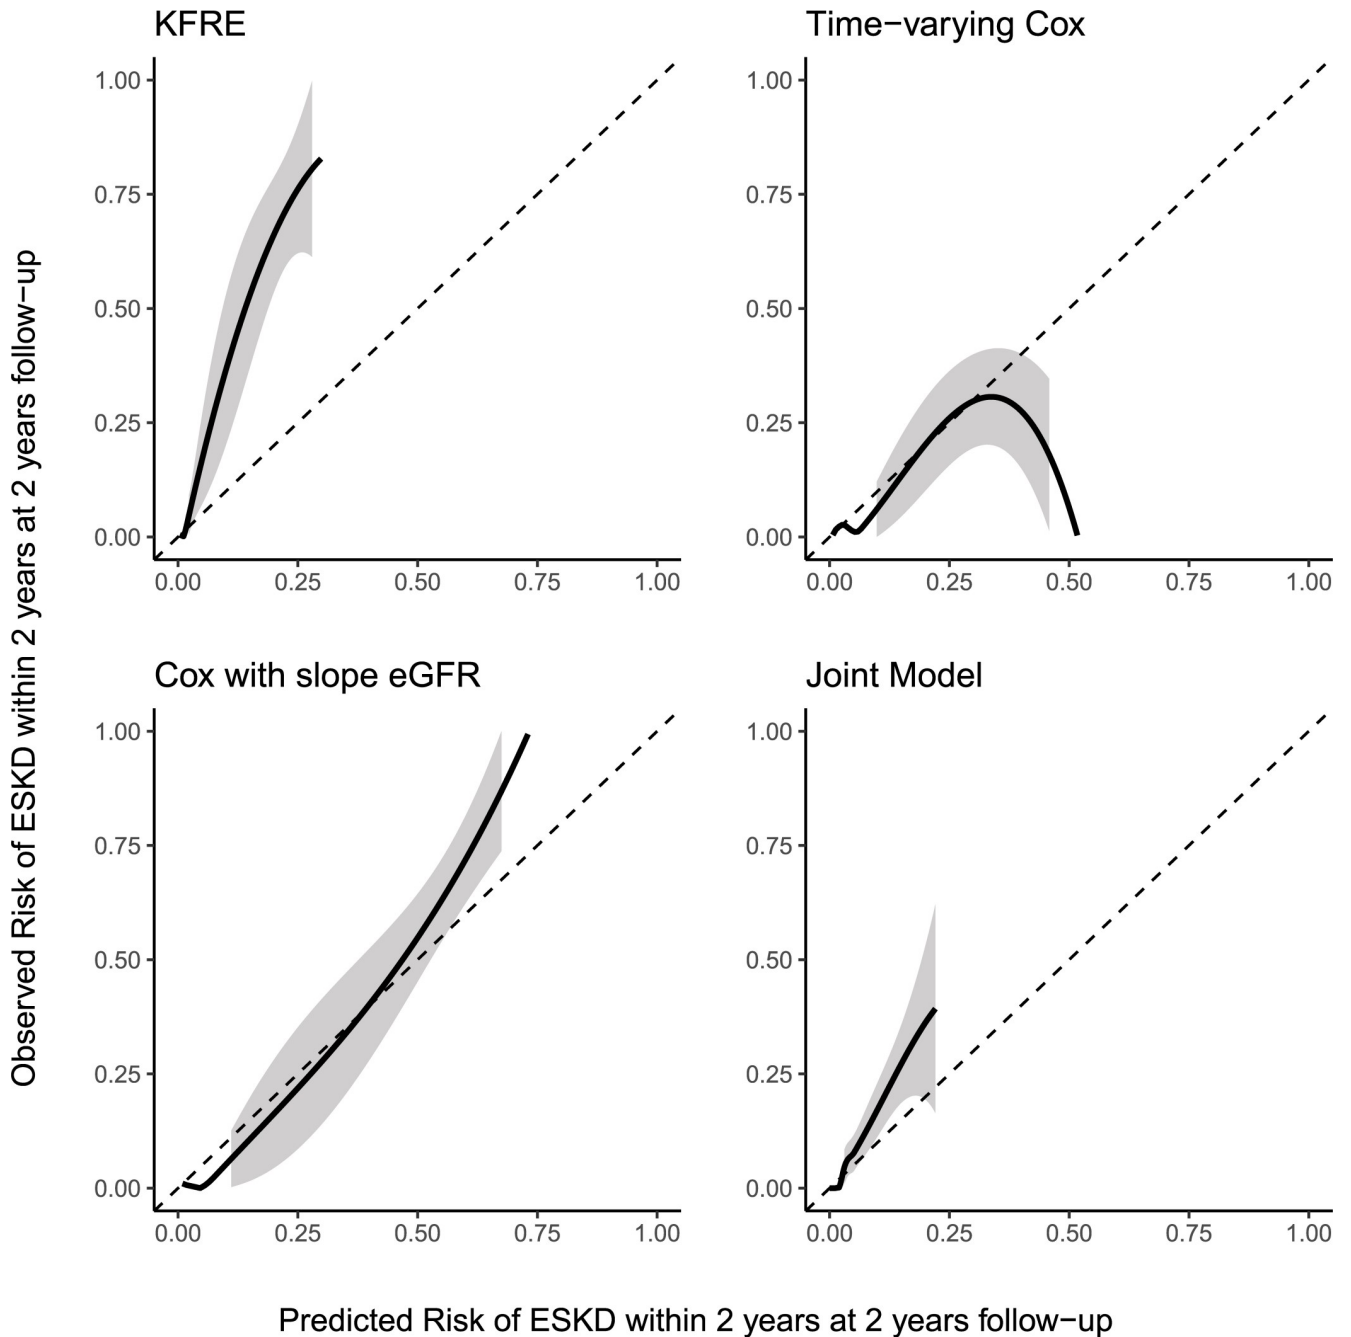 KFRE
Time−varying Cox
1.00
0.75
0.50
0.25
0.00
0.00 0.25 0.50 0.75 1.00
1.00
0.75
0.50
0.25
0.00
0.00 0.25 0.50 0.75 1.00
Observed Risk of ESKD within 2 years at 2 years follow−up
Cox with slope eGFR
Joint Model
1.00
0.75
0.50
0.25
0.00
0.00 0.25 0.50 0.75 1.00
1.00
0.75
0.50
0.25
0.00
0.00 0.25 0.50 0.75 1.00
Predicted Risk of ESKD within 2 years at 2 years follow−up